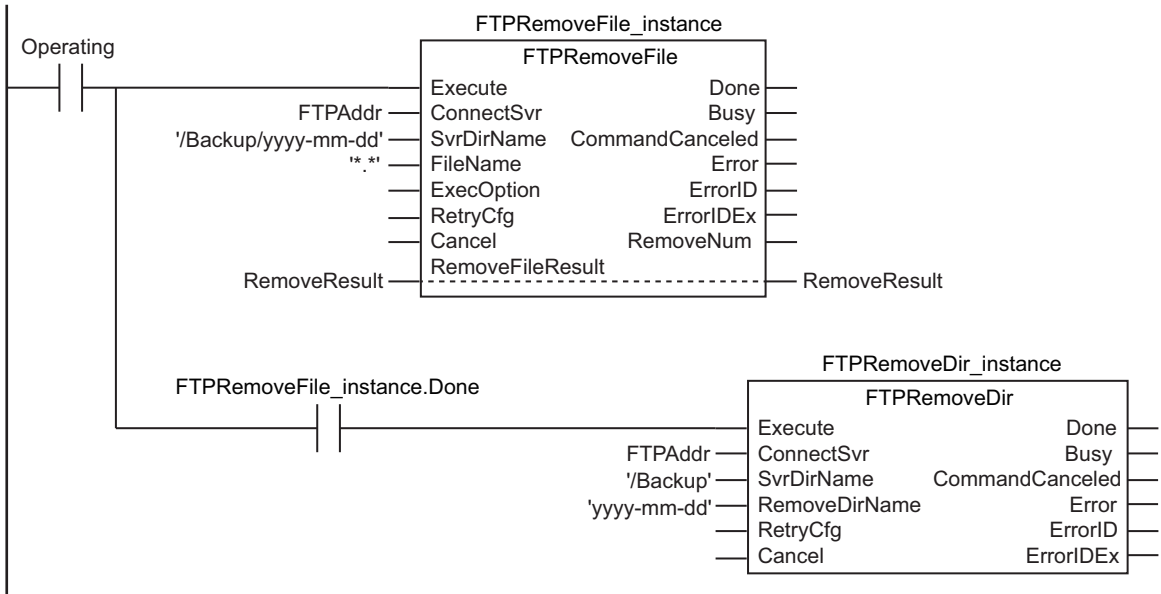 FTPRemoveFile_instance
Operating
FTPRemoveFile
Execute Done
FTPAddr ConnectSvr Busy
'/Backup/yyyy-mm-dd' SvrDirName CommandCanceled
'*.*' FileName Error
ExecOption ErrorID
RetryCfg ErrorIDEx
Cancel RemoveNum
RemoveFileResult
RemoveResult RemoveResult
FTPRemoveDir_instance
FTPRemoveFile_instance.Done
FTPRemoveDir
Execute Done
FTPAddr ConnectSvr Busy
'/Backup' SvrDirName CommandCanceled
'yyyy-mm-dd' RemoveDirName Error
RetryCfg ErrorID
Cancel ErrorIDEx